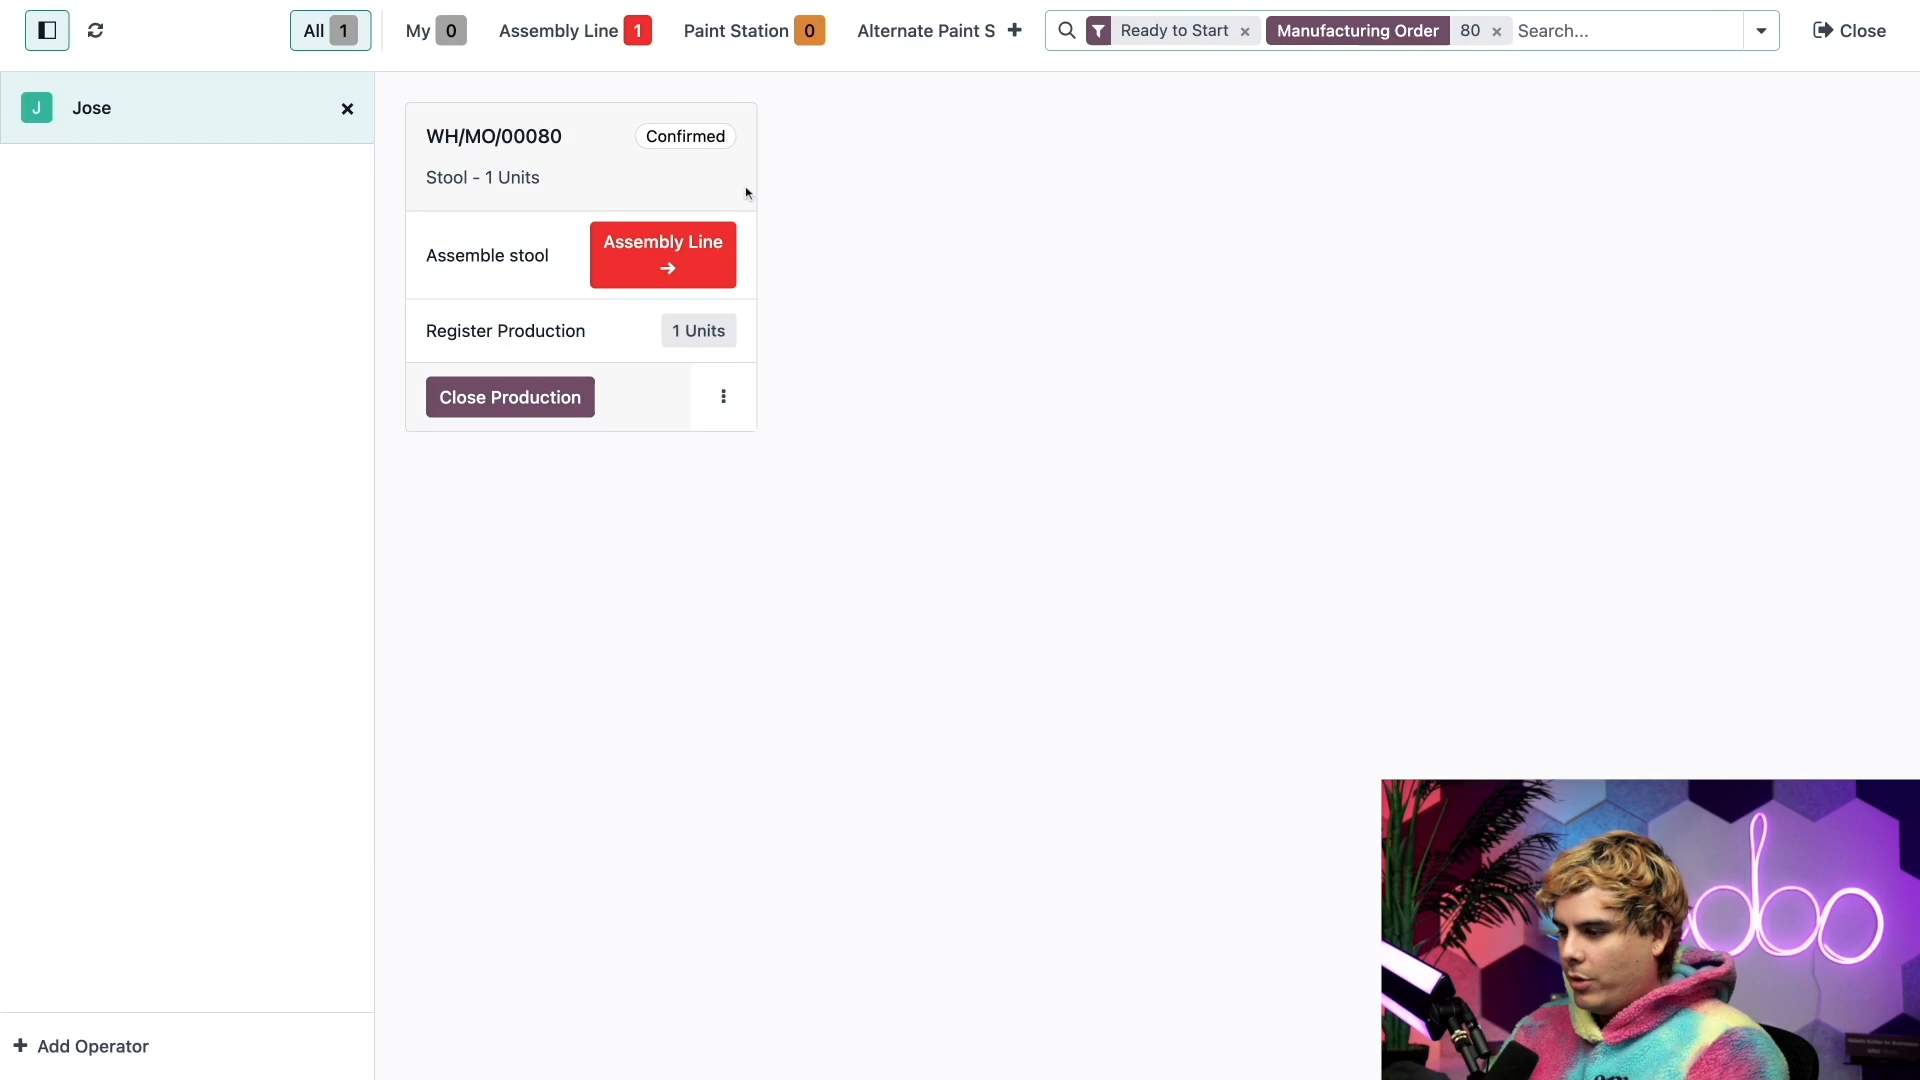 All 1
My 0
Assembly Line 1
Paint Station 0
Alternate Paint S
Ready to Start
Manufacturing Order 80
Search...
Close
J Jose
WH/MO/00080
Confirmed
Stool - 1 Units
Assemble stool
Assembly Line
Register Production
1 Units
Close Production
Add Operator